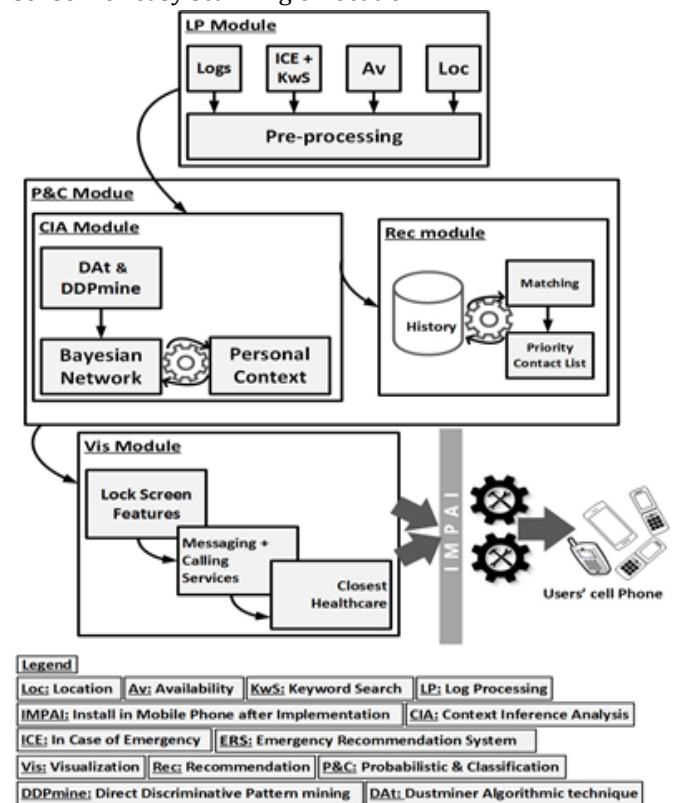 LP Module
Logs
ICE +
KwS
Av
Loc
Pre-processing
P&C Modue
CIA Module
DAt &
DDPmine
Bayesian
Network
Personal
Context
Rec module
History
Matching
Priority
Contact List
Vis Module
Lock Screen
Features
Messaging +
Calling
Services
Closest
Healthcare
IMPAI
Users' cell Phone
Legend
Loc: Location Av: Availability KwS: Keyword Search LP: Log Processing
IMPAI: Install in Mobile Phone after Implementation CIA: Context Inference Analysis
ICE: In Case of Emergency ERS: Emergency Recommendation System
Vis: Visualization Rec: Recommendation P&C: Probabilistic & Classification
DDPmine: Direct Discriminative Pattern mining DAt: Dustminer Algorithmic technique